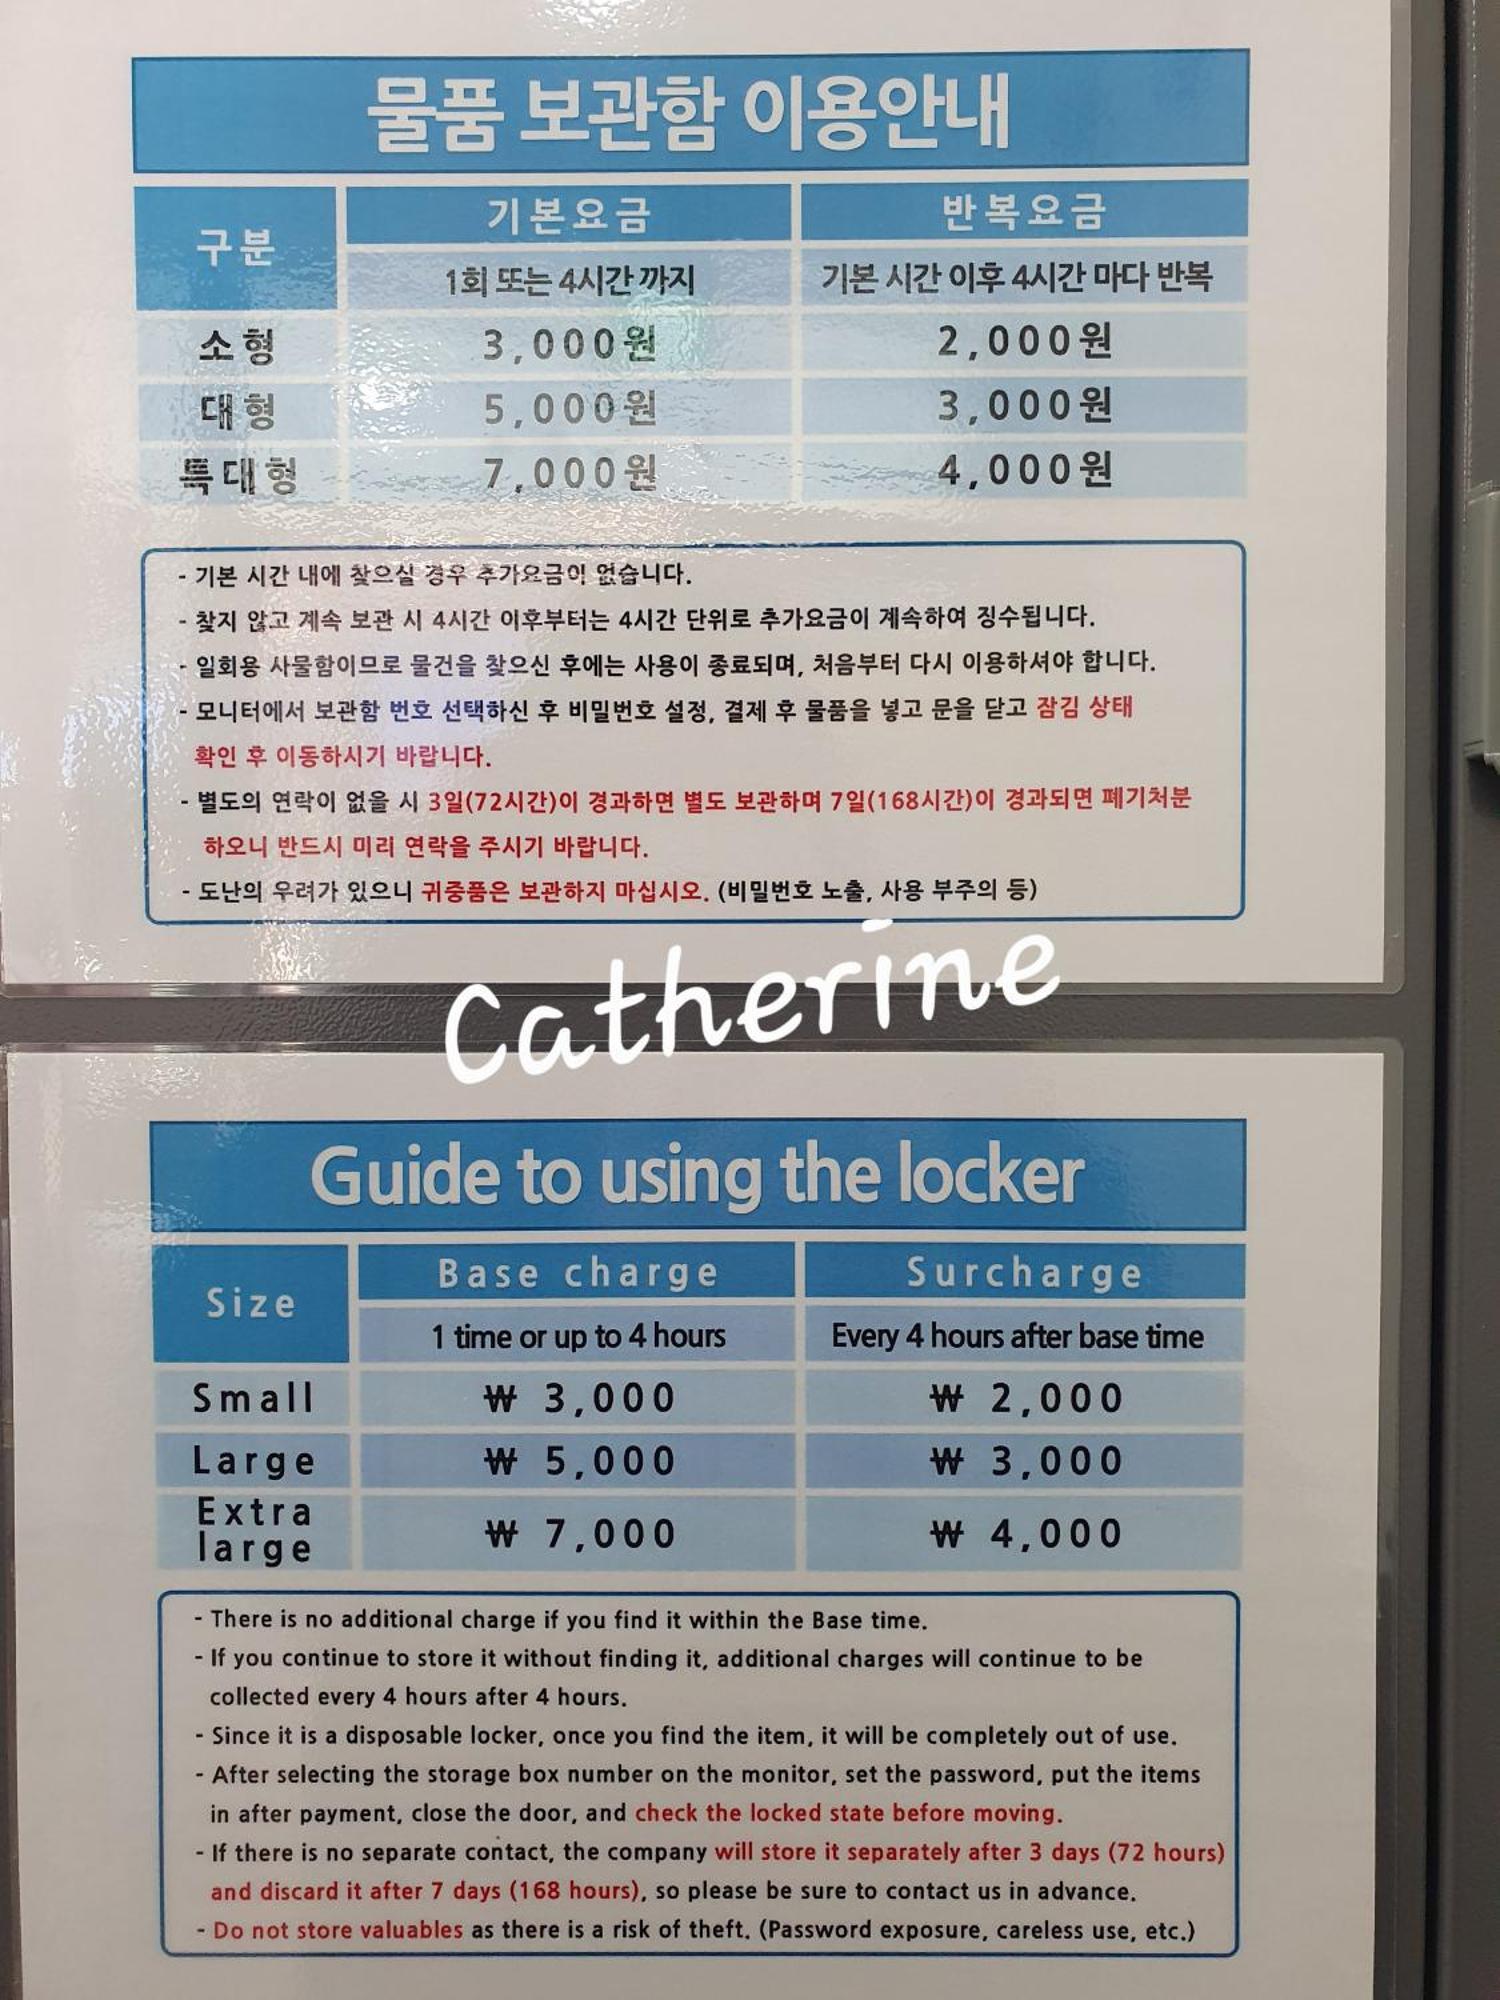 물품 보관함 이용안내
구분
기본요금
반복요금
1회 또는 4시간 까지
기본 시간 이후 4시간 마다 반복
소형
3,000원
2,000원
대형
5,000원
3,000원
특대형
7,000원
4,000원
- 기본 시간 내에 찾으실 경우 추가요금이 없습니다.
- 찾지 않고 계속 보관 시 4시간 이후부터는 4시간 단위로 추가요금이 계속하여 징수됩니다.
- 일회용 사물함이므로 물건을 찾으신 후에는 사용이 종료되며, 처음부터 다시 이용하셔야 합니다.
- 모니터에서 보관함 번호 선택하신 후 비밀번호 설정, 결제 후 물품을 넣고 문을 닫고 잠김 상태
확인 후 이동하시기 바랍니다.
- 별도의 연락이 없을 시 3일(72시간)이 경과하면 별도 보관하며 7일(168시간)이 경과되면 폐기처분
하오니 반드시 미리 연락을 주시기 바랍니다.
- 도난의 우려가 있으니 귀중품은 보관하지 마십시오. (비밀번호 노출, 사용 부주의 등)
Catherine
Guide to using the locker
Size
Base charge
Surcharge
1 time or up to 4 hours
Every 4 hours after base time
Small
₩ 3,000
₩ 2,000
Large
₩ 5,000
₩ 3,000
Extra
large
₩ 7,000
₩ 4,000
- There is no additional charge if you find it within the Base time.
- If you continue to store it without finding it, additional charges will continue to be
collected every 4 hours after 4 hours.
- Since it is a disposable locker, once you find the item, it will be completely out of use.
- After selecting the storage box number on the monitor, set the password, put the items
in after payment, close the door, and check the locked state before moving.
- If there is no separate contact, the company will store it separately after 3 days (72 hours)
and discard it after 7 days (168 hours), so please be sure to contact us in advance.
- Do not store valuables as there is a risk of theft. (Password exposure, careless use, etc.)